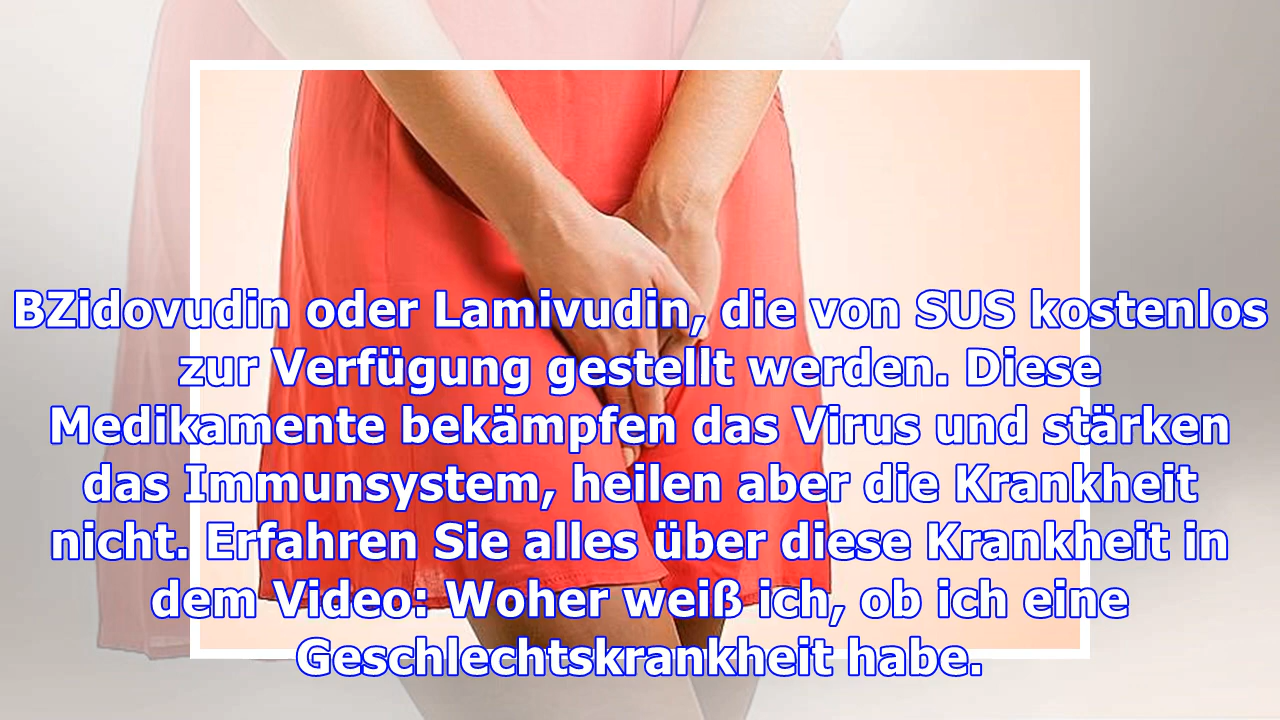 BZidovudin oder Lamivudin, die von SUS kostenlos
zur Verfügung gestellt werden. Diese
Medikamente bekämpfen das Virus und stärken
das Immunsystem, heilen aber die Krankheit
nicht. Erfahren Sie alles über diese Krankheit in
dem Video: Woher weiß ich, ob ich eine
Geschlechtskrankheit habe.